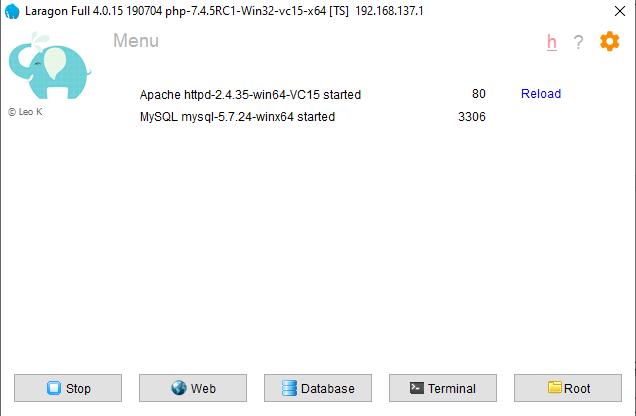 Laragon Full 4.0.15 190704 php-7.4.5RC1-Win32-vc15-x64 [TS] 192.168.137.1
Menu
h ?
© Leo K
Apache httpd-2.4.35-win64-VC15 started 80 Reload
MySQL mysql-5.7.24-winx64 started 3306
Stop Web Database Terminal Root